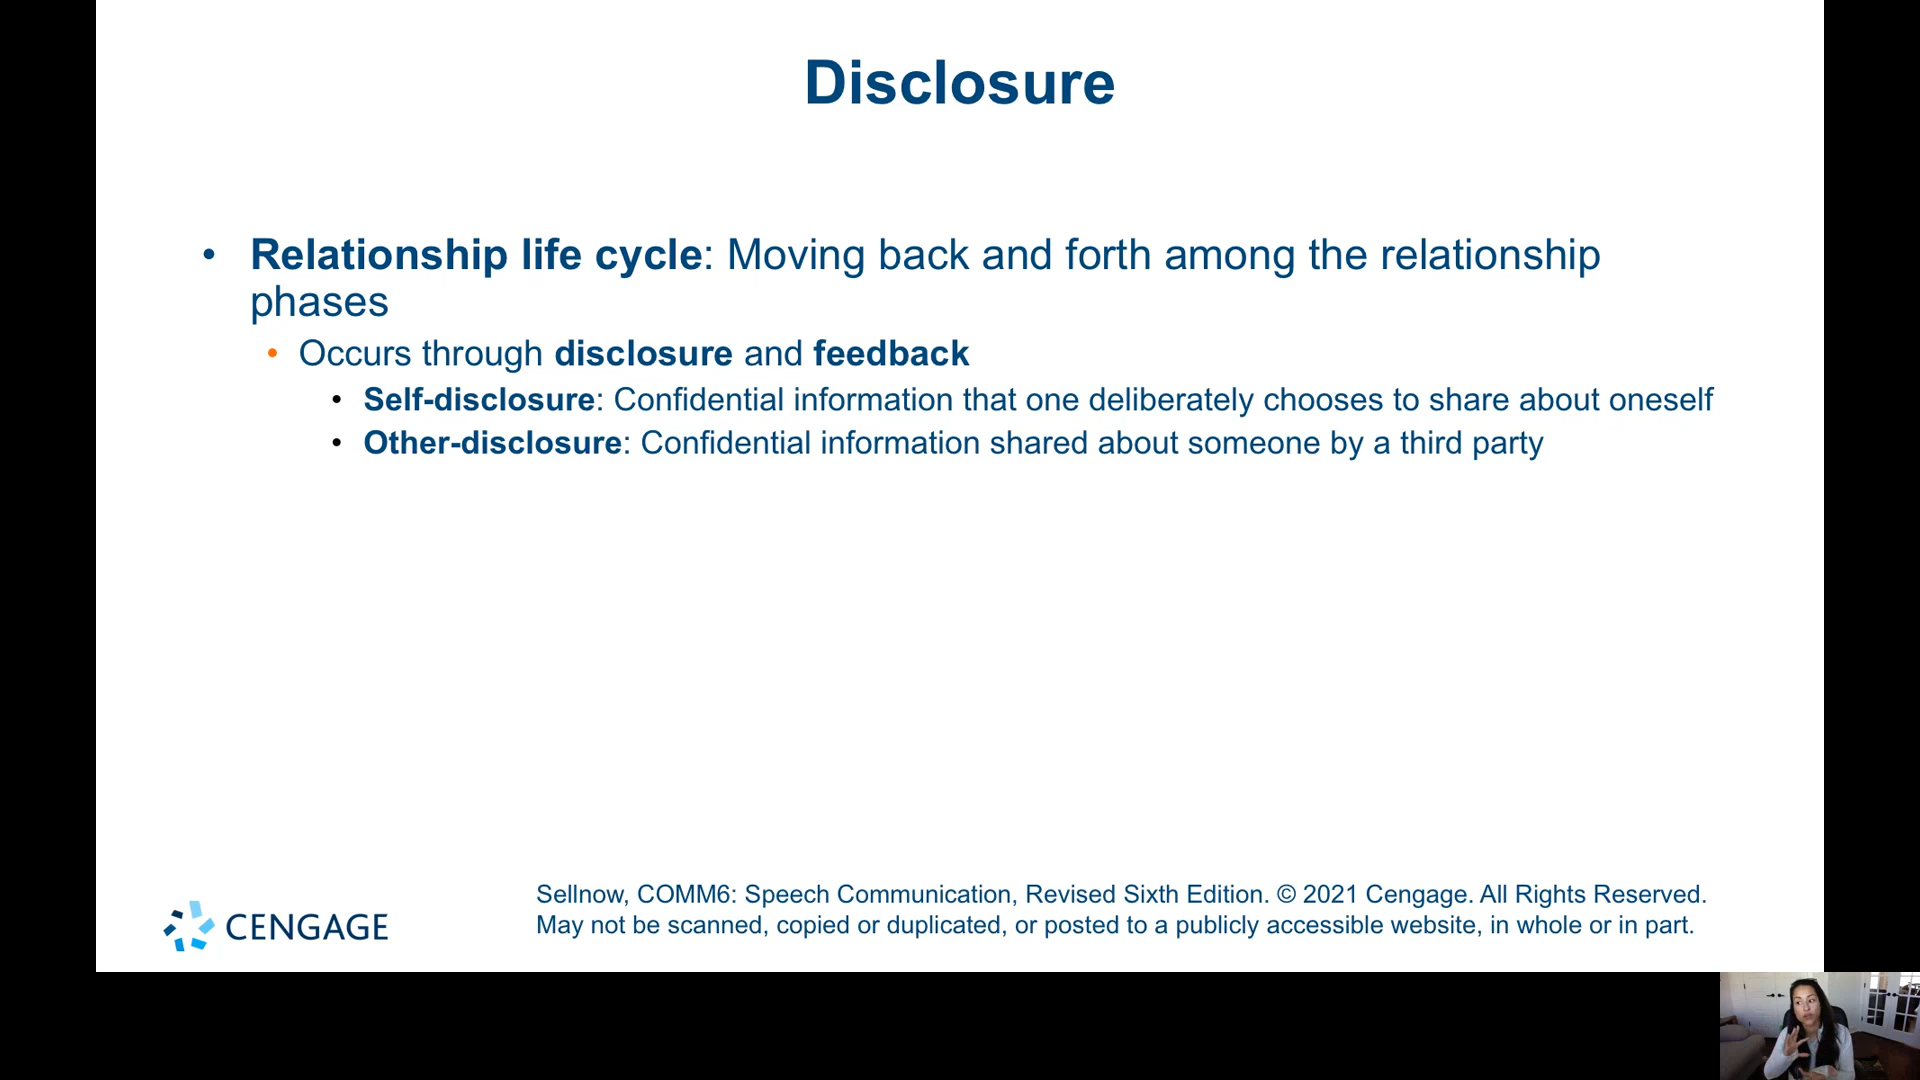 Disclosure
• Relationship life cycle: Moving back and forth among the relationship
phases
• Occurs through disclosure and feedback
• Self-disclosure: Confidential information that one deliberately chooses to share about oneself
• Other-disclosure: Confidential information shared about someone by a third party
CENGAGE
Sellnow, COMM6: Speech Communication, Revised Sixth Edition. © 2021 Cengage. All Rights Reserved.
May not be scanned, copied or duplicated, or posted to a publicly accessible website, in whole or in part.